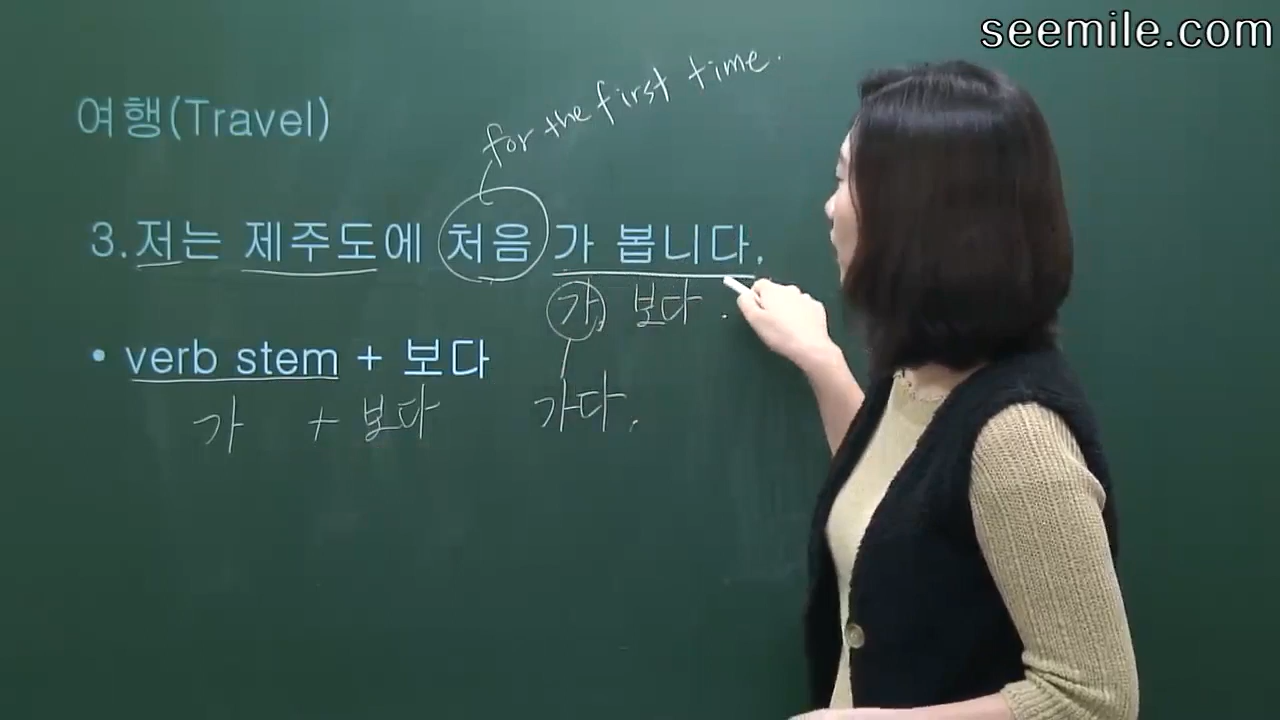 seemile.com
for the first time.
여행(Travel)
3.저는 제주도에 처음 가 봅니다.
가 보다.
• verb stem + 보다
가 + 보다
가다.